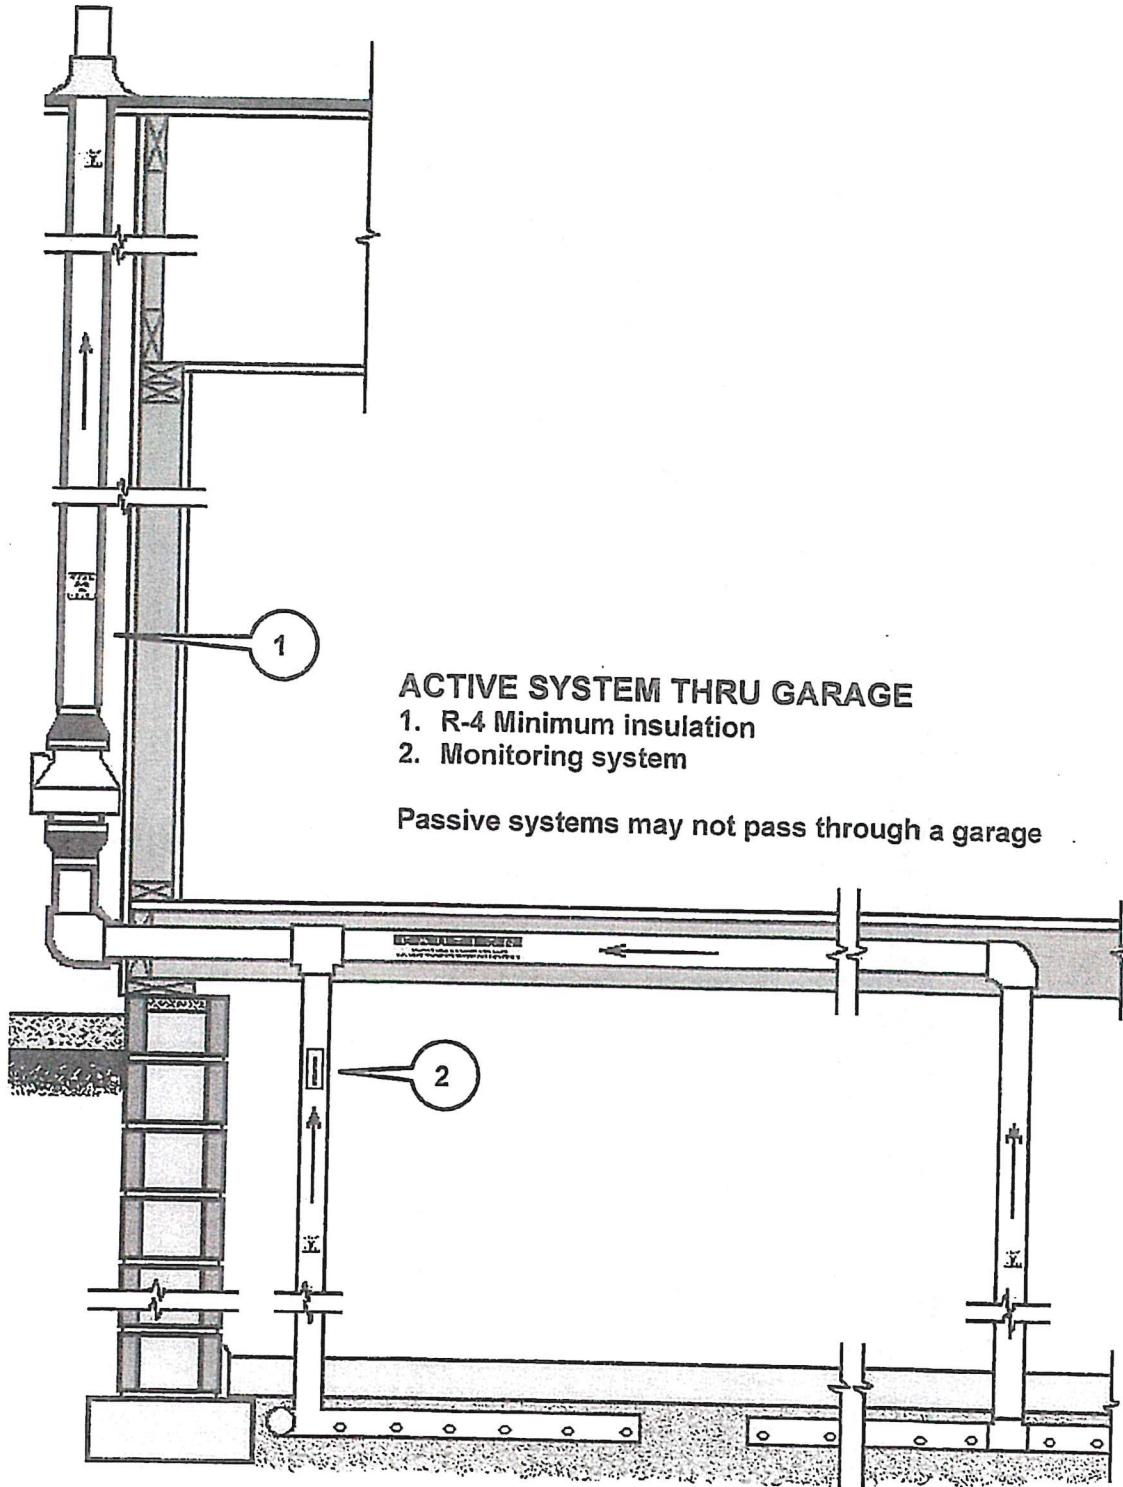 1
ACTIVE SYSTEM THRU GARAGE
1. R-4 Minimum insulation
2. Monitoring system
Passive systems may not pass through a garage
2